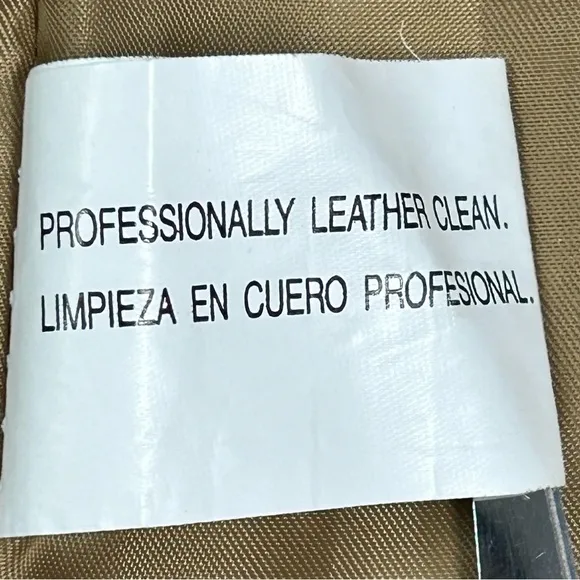 PROFESSIONALLY LEATHER CLEAN.
LIMPIEZA EN CUERO PROFESIONAL.